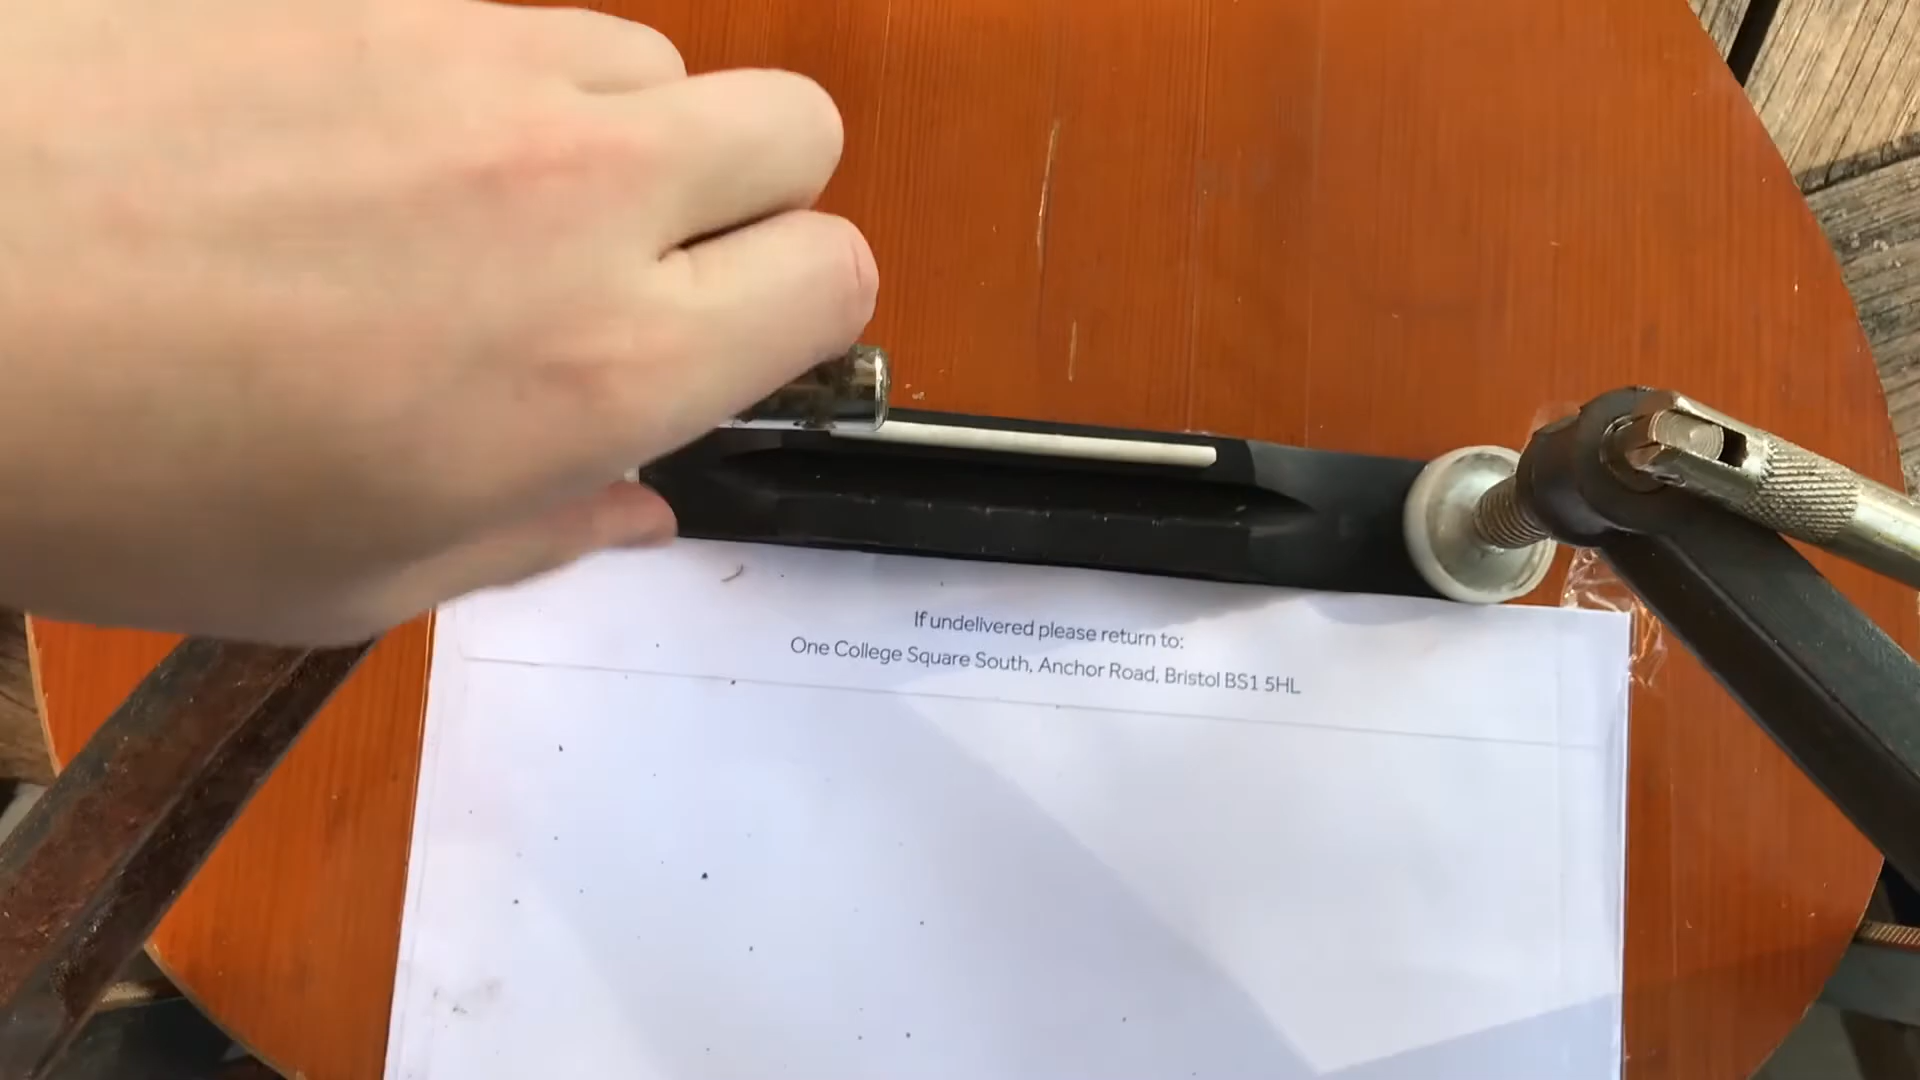 If undelivered please return to:
One College Square South, Anchor Road, Bristol BS1 5HL